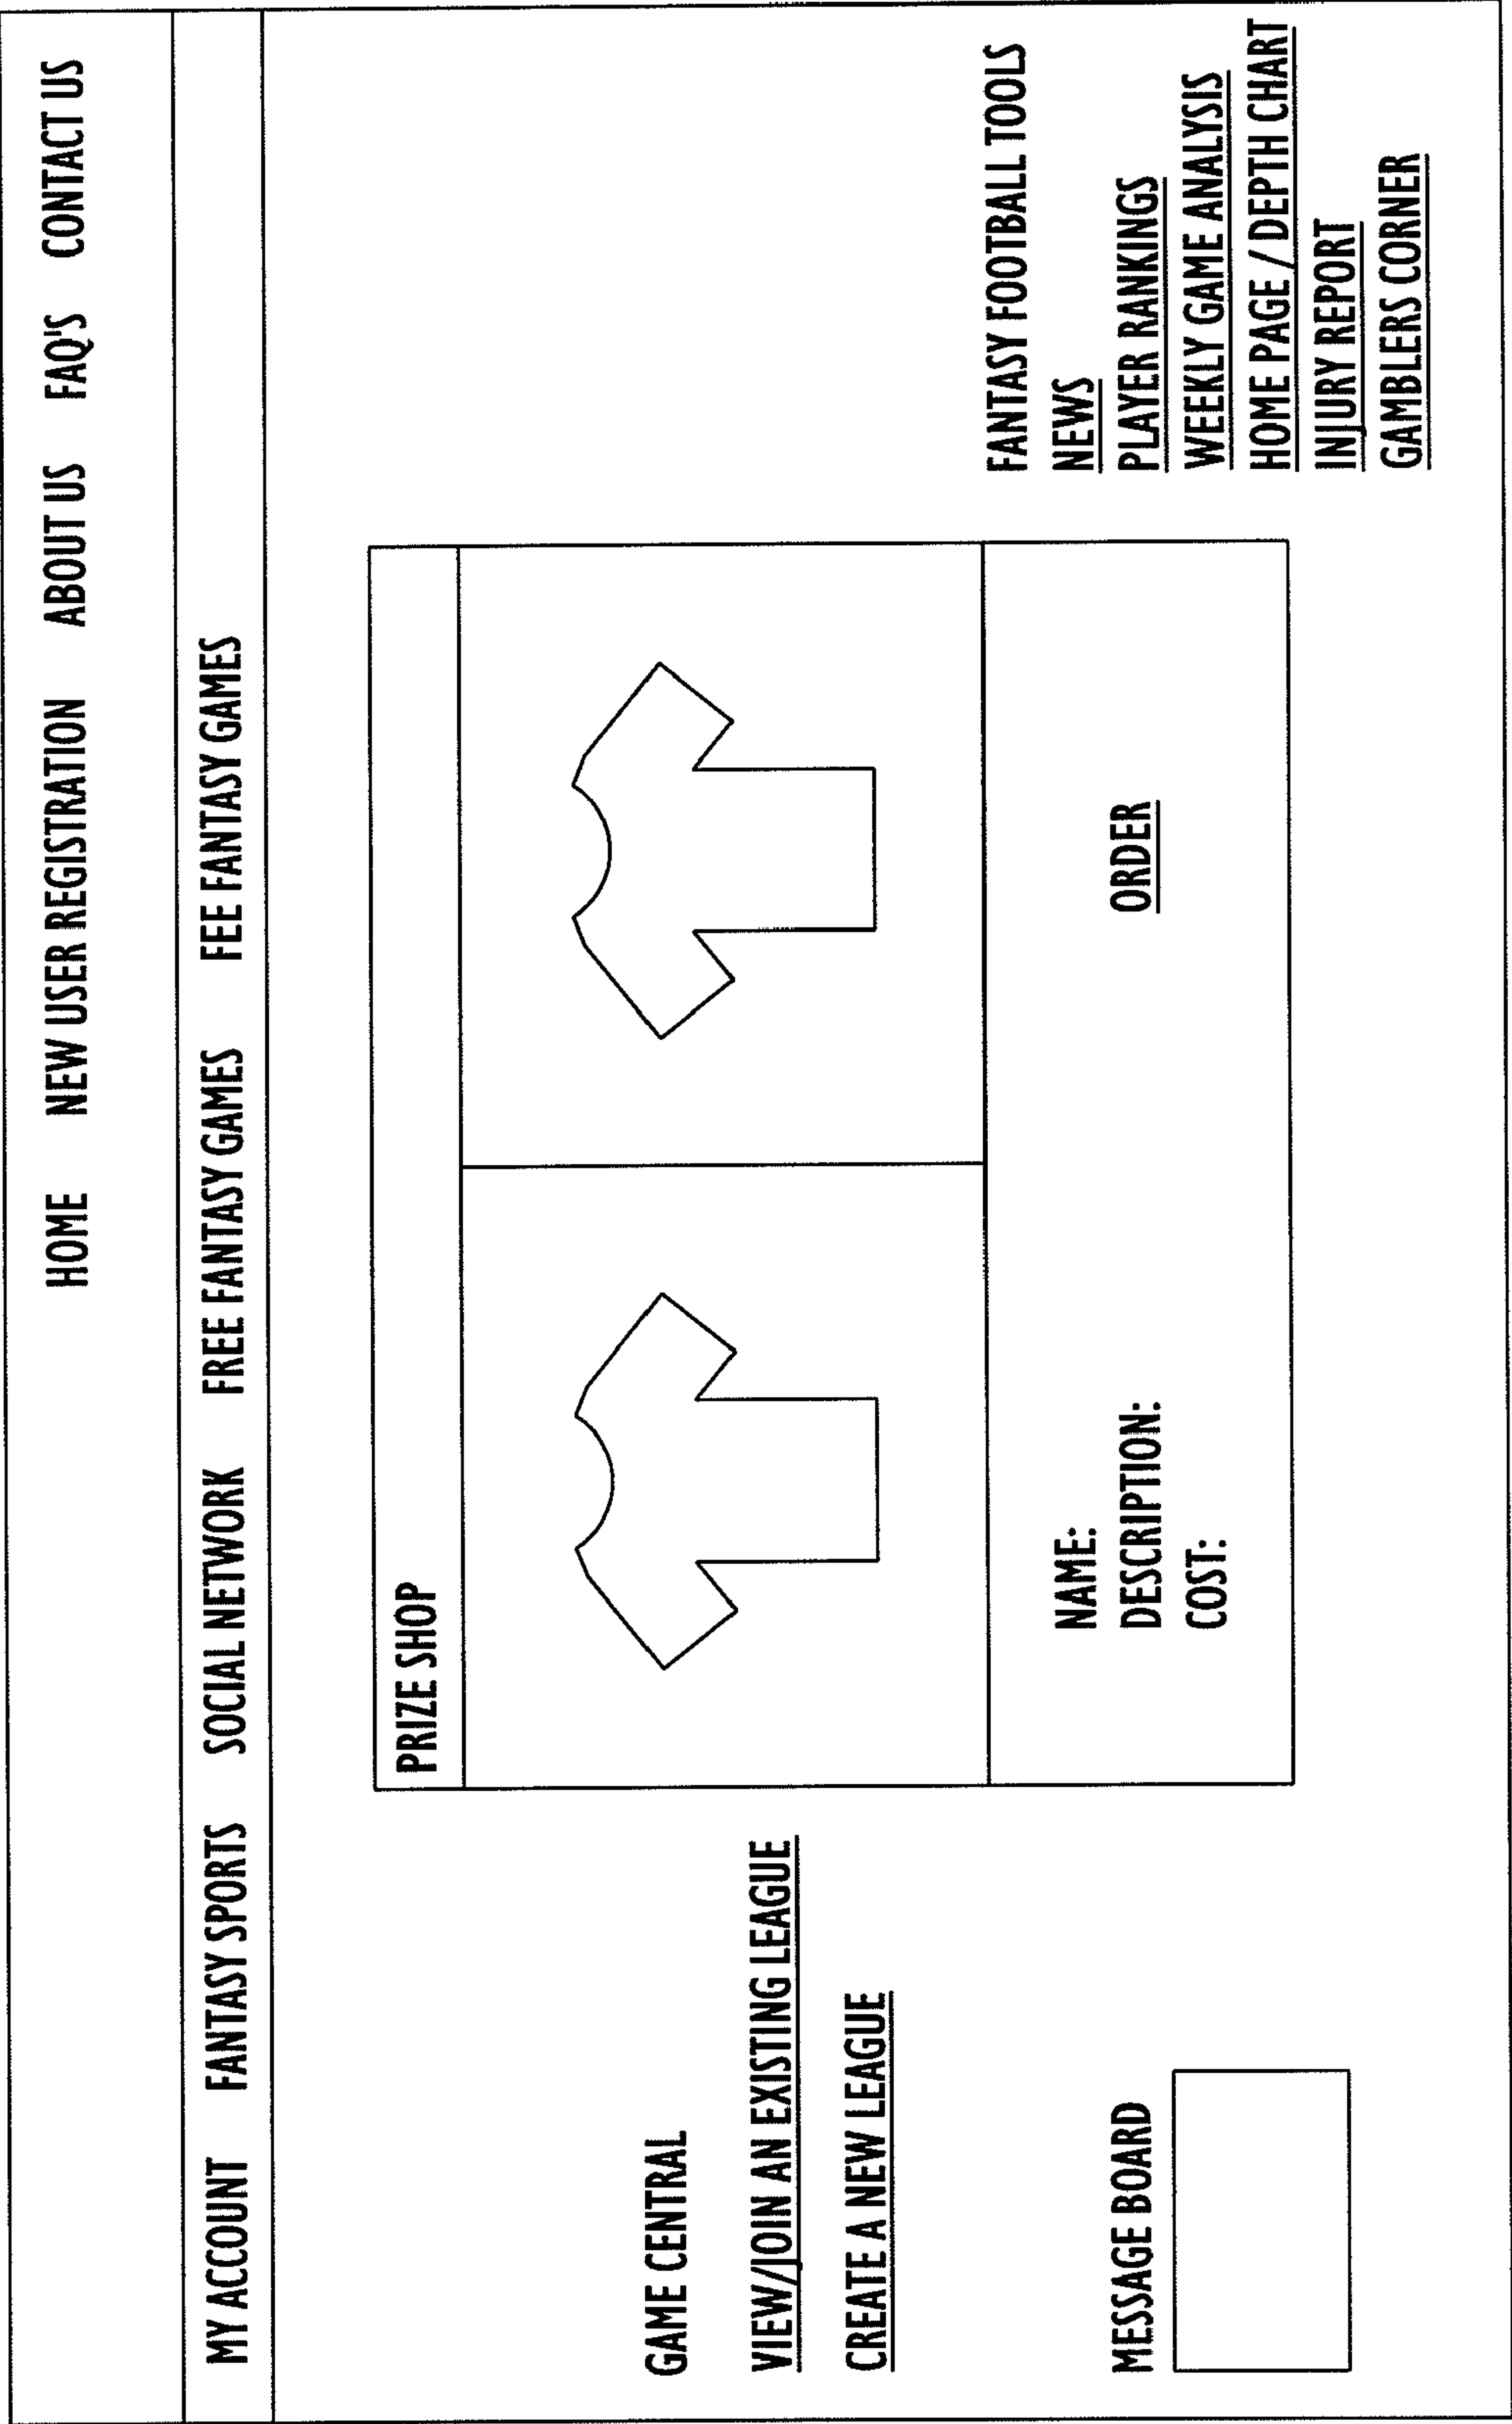 HOME NEW USER REGISTRATION ABOUT US FAQ'S CONTACT US
MY ACCOUNT FANTASY SPORTS SOCIAL NETWORK FREE FANTASY GAMES FEE FANTASY GAMES
GAME CENTRAL
VIEW/JOIN AN EXISTING LEAGUE
CREATE A NEW LEAGUE
MESSAGE BOARD
PRIZE SHOP
NAME:
DESCRIPTION:
COST:
ORDER
FANTASY FOOTBALL TOOLS
NEWS
PLAYER RANKINGS
WEEKLY GAME ANALYSIS
HOME PAGE / DEPTH CHART
INJURY REPORT
GAMBLERS CORNER